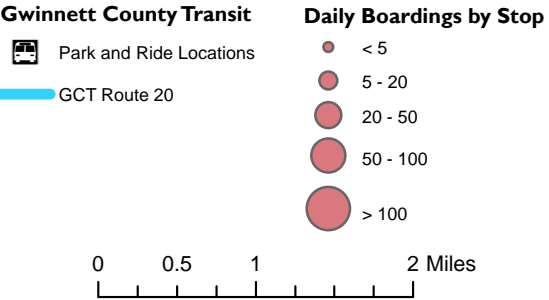 Gwinnett County Transit
Park and Ride Locations
GCT Route 20
Daily Boardings by Stop
< 5
5 - 20
20 - 50
50 - 100
> 100
0 0.5 1 2 Miles